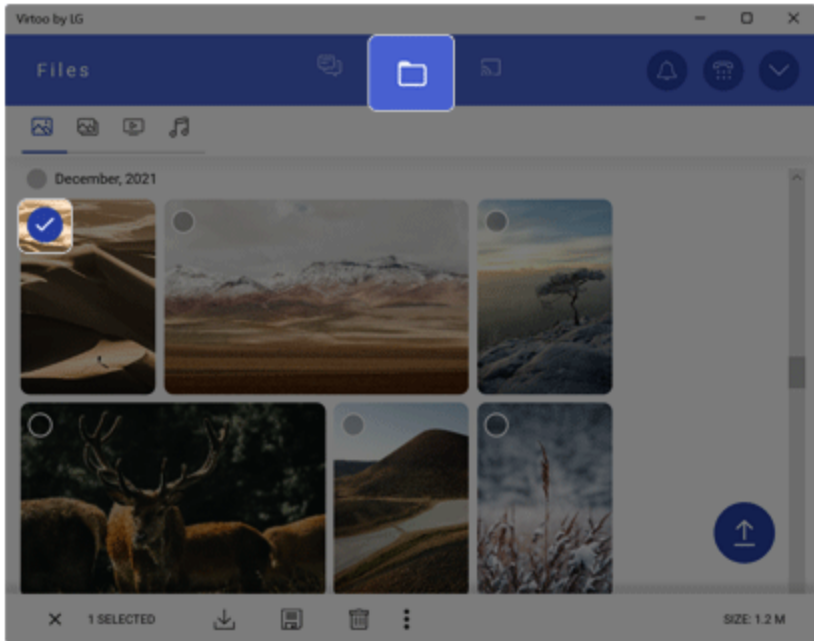 Virtoo by LG
Files
December, 2021
1 SELECTED
SIZE: 1.2 M